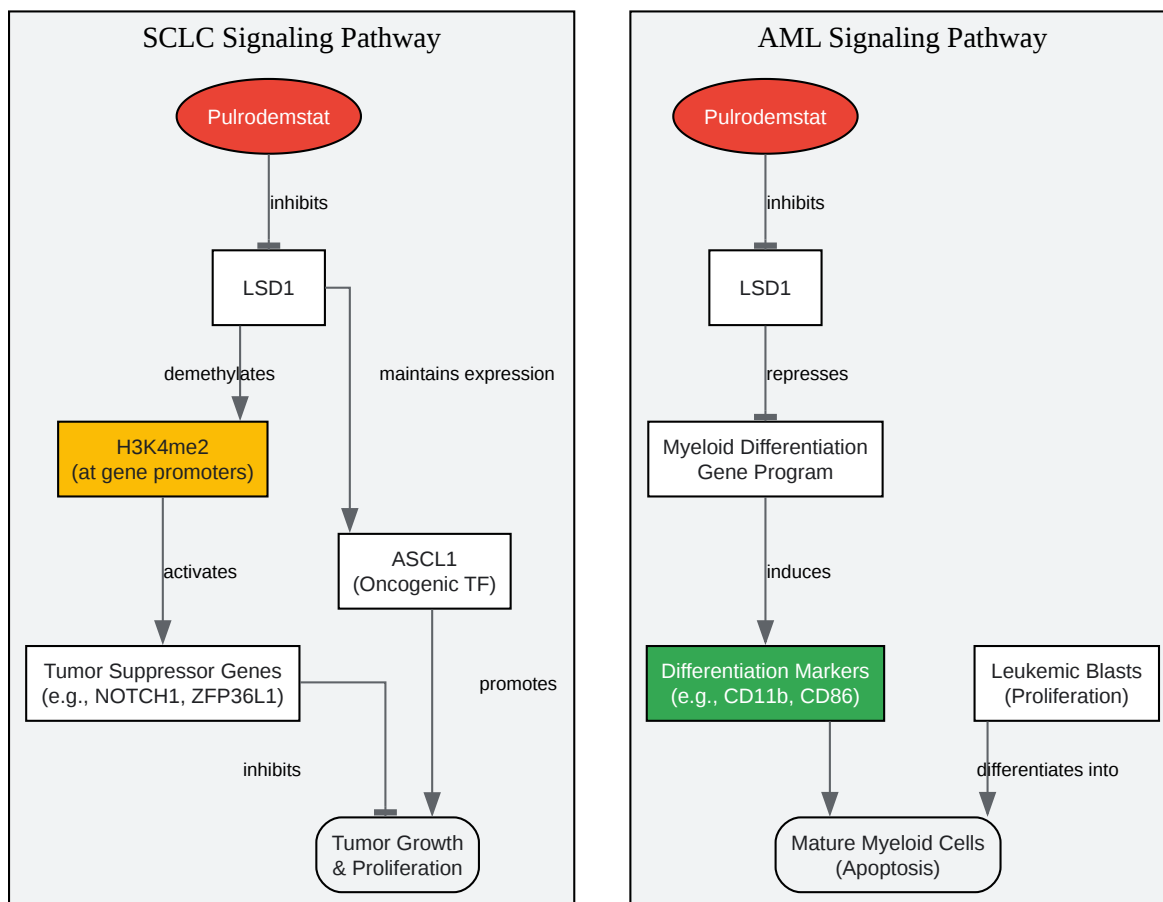 SCLC Signaling Pathway
Pulrodemstat
inhibits
LSD1
demethylates
maintains expression
H3K4me2
(at gene promoters)
activates
ASCL1
(Oncogenic TF)
Tumor Suppressor Genes
(e.g., NOTCH1, ZFP36L1)
promotes
inhibits
Tumor Growth
& Proliferation
AML Signaling Pathway
Pulrodemstat
inhibits
LSD1
represses
Myeloid Differentiation
Gene Program
induces
Differentiation Markers
(e.g., CD11b, CD86)
Leukemic Blasts
(Proliferation)
differentiates into
Mature Myeloid Cells
(Apoptosis)